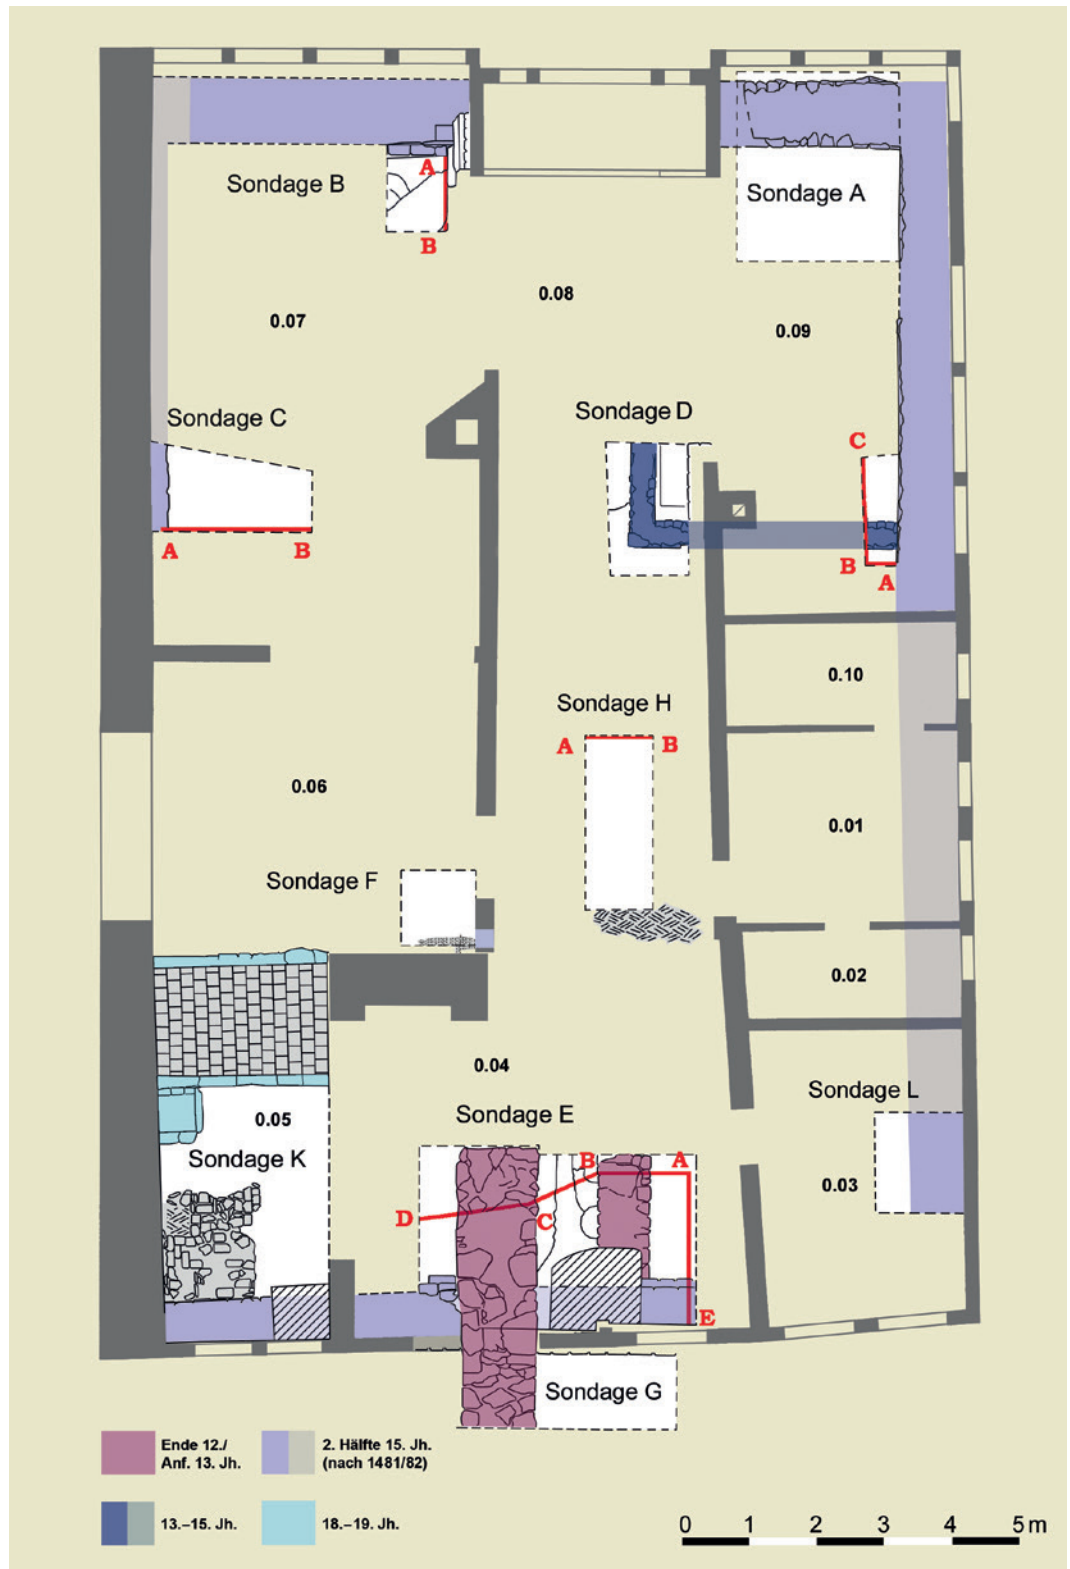 A
Sondage B
Sondage A
B
0.08
0.07
0.09
Sondage C
Sondage D
C
A
B
B
A
0.10
Sondage H
A
B
0.06
0.01
Sondage F
0.02
0.04
Sondage L
0.05
Sondage E
Sondage K
B
A
0.03
D
C
E
Sondage G
Ende 12./
Anf. 13. Jh.
2. Hälfte 15. Jh.
(nach 1481/82)
13.–15. Jh.
18.–19. Jh.
0 1 2 3 4 5 m